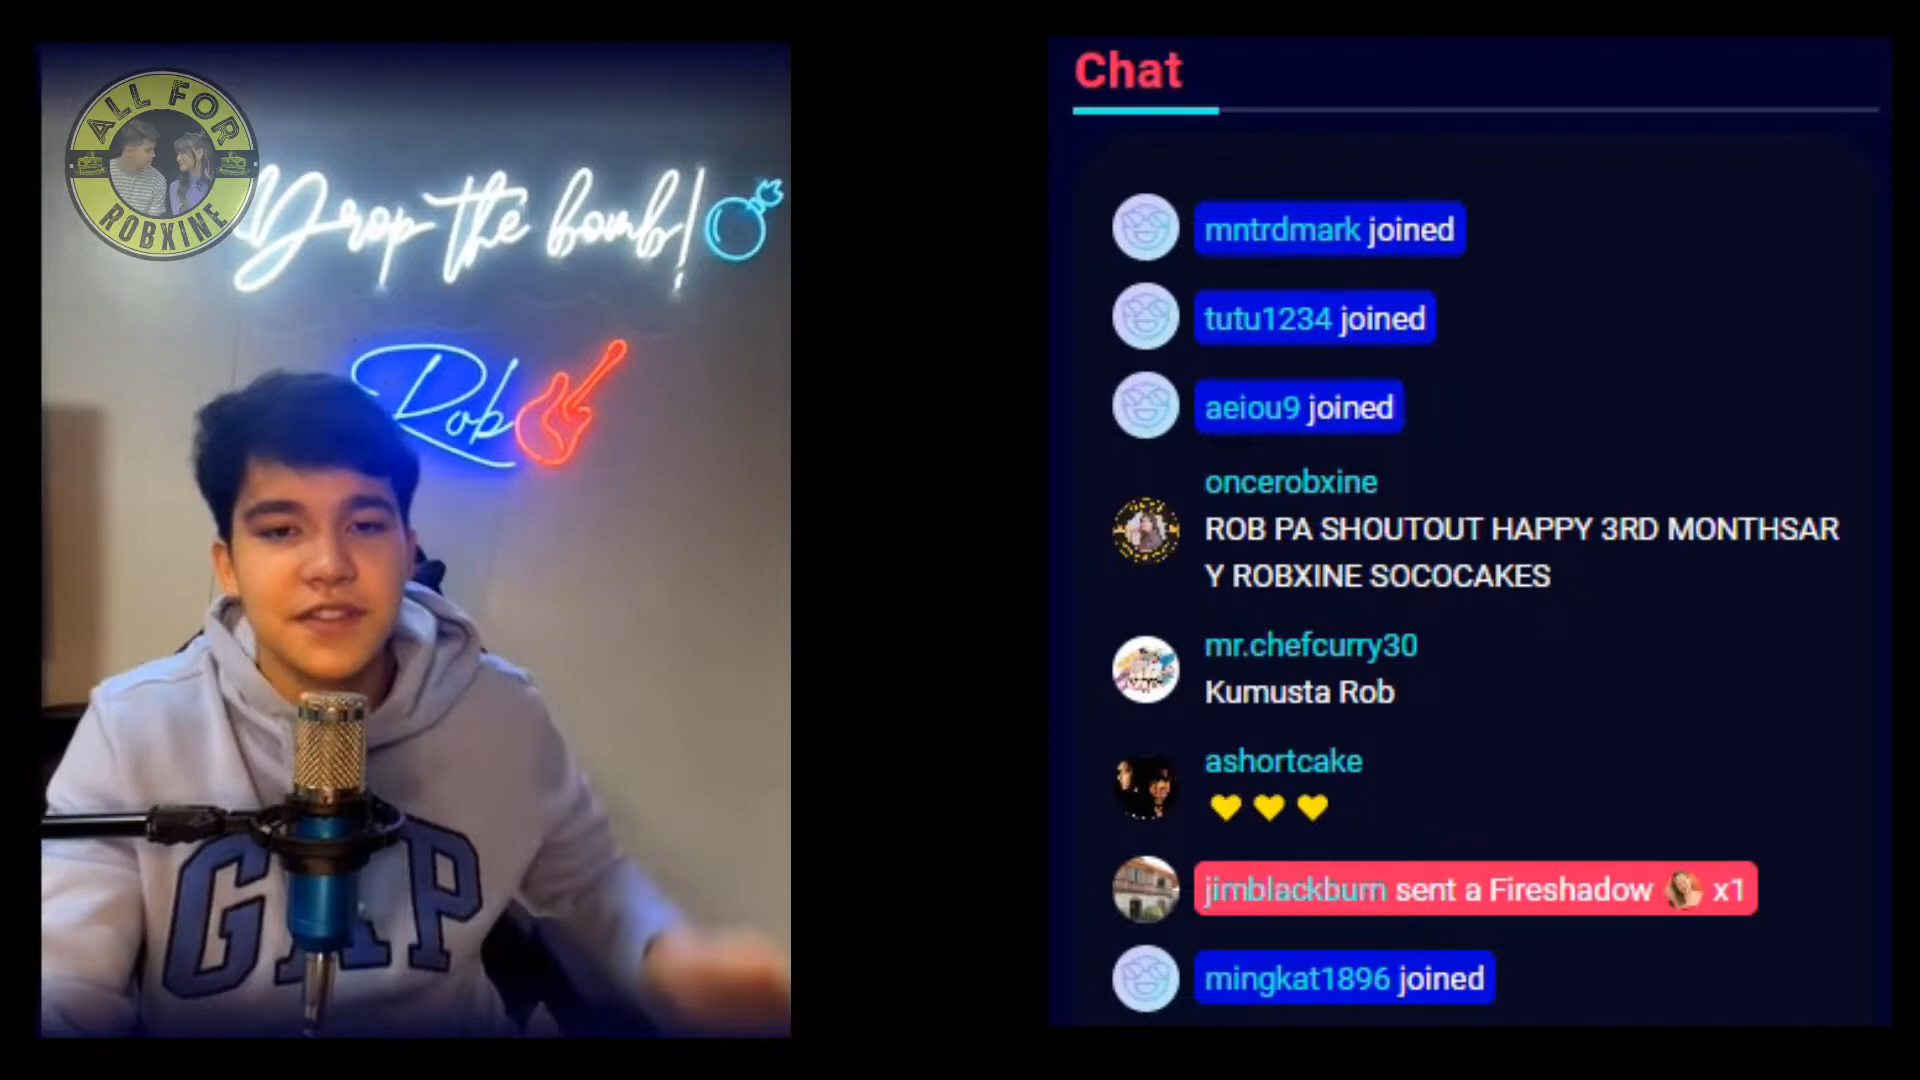 ALL FOR
ROBXINE
Drop the bomb!
Rob
GAP
Chat
mntrdmark joined
tutu1234 joined
aeiou9 joined
oncerobxine
ROB PA SHOUTOUT HAPPY 3RD MONTHSAR
Y ROBXINE SOCOCAKES
mr.chefcurry30
Kumusta Rob
ashortcake
💛 💛 💛
jimblackburn sent a Fireshadow x1
mingkat1896 joined